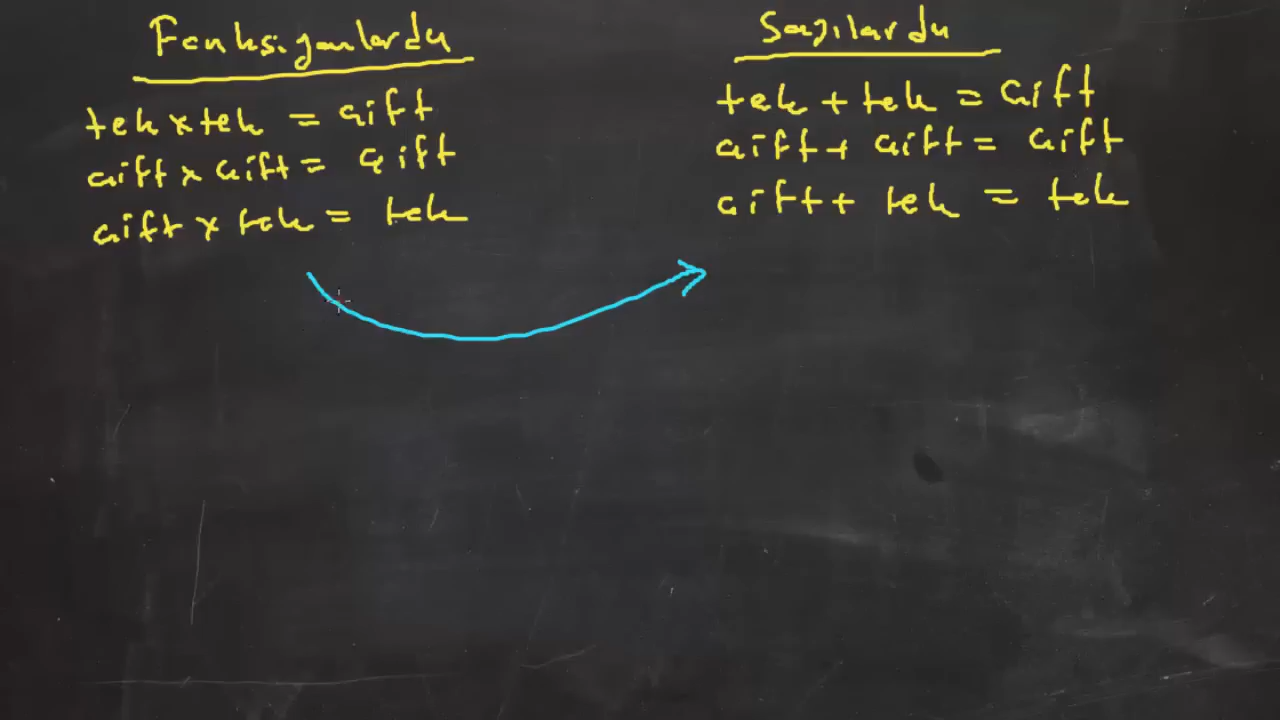 Fonksiyonlarda
tek x tek = çift
çift x çift = çift
çift x tek = tek
Sayılarda
tek + tek = çift
çift + çift = çift
çift + tek = tek